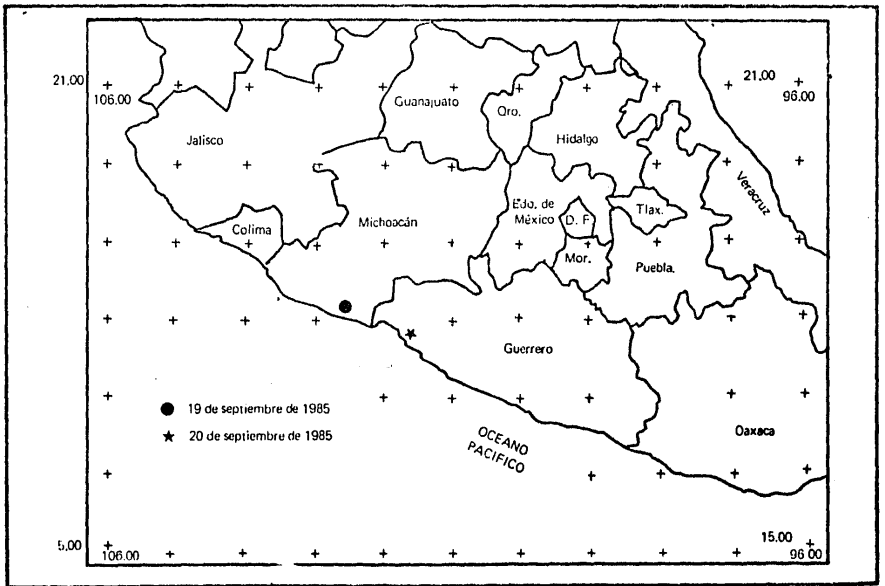 21.00
106.00
21.00
96.00
Guanajuato
Qro.
Jalisco
Hidalgo
Veracruz
Edo. de
México
D. F
Tlax.
Colima
Michoacán
Mor.
Puebla.
Guerrero
19 de septiembre de 1985
20 de septiembre de 1985
OCEANO
PACIFICO
Oaxaca
5.00
106.00
15.00
96.00